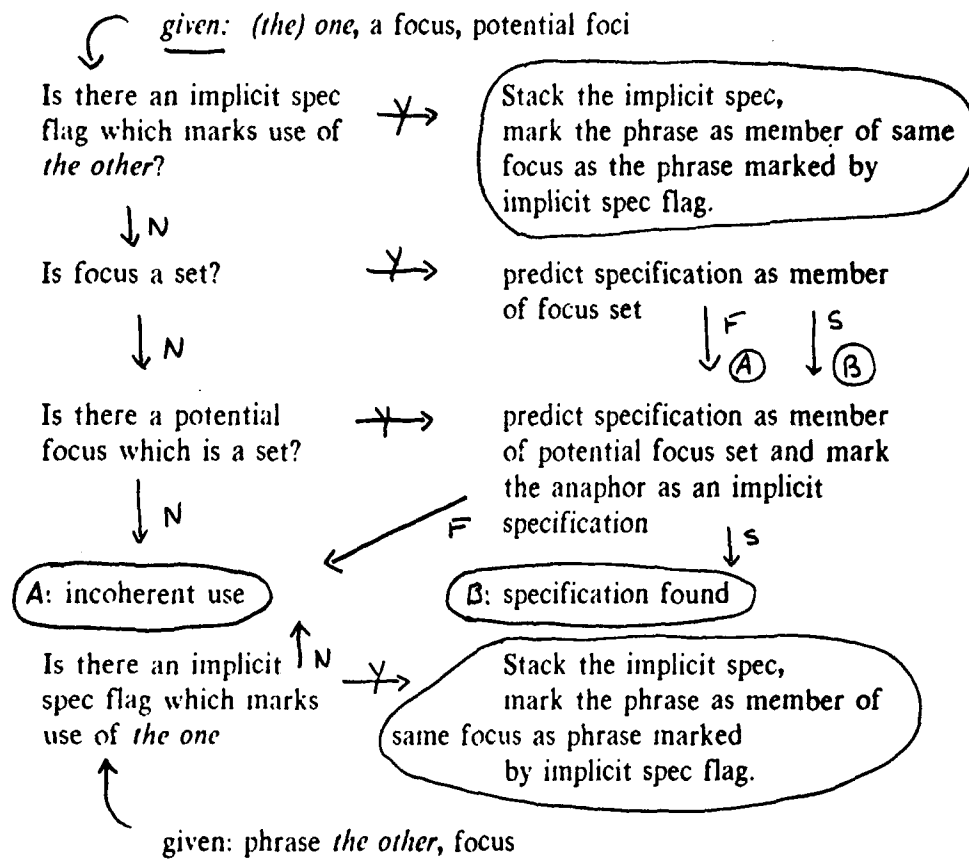 given: (the) one, a focus, potential foci
Is there an implicit spec
flag which marks use of
the other?
Y
Stack the implicit spec,
mark the phrase as member of same
focus as the phrase marked by
implicit spec flag.
N
Is focus a set?
Y
predict specification as member
of focus set
F
A
S
B
N
Is there a potential
focus which is a set?
Y
predict specification as member
of potential focus set and mark
the anaphor as an implicit
specification
N
F
S
A: incoherent use
B: specification found
N
Is there an implicit
spec flag which marks
use of the one
Y
Stack the implicit spec,
mark the phrase as member of
same focus as phrase marked
by implicit spec flag.
given: phrase the other, focus